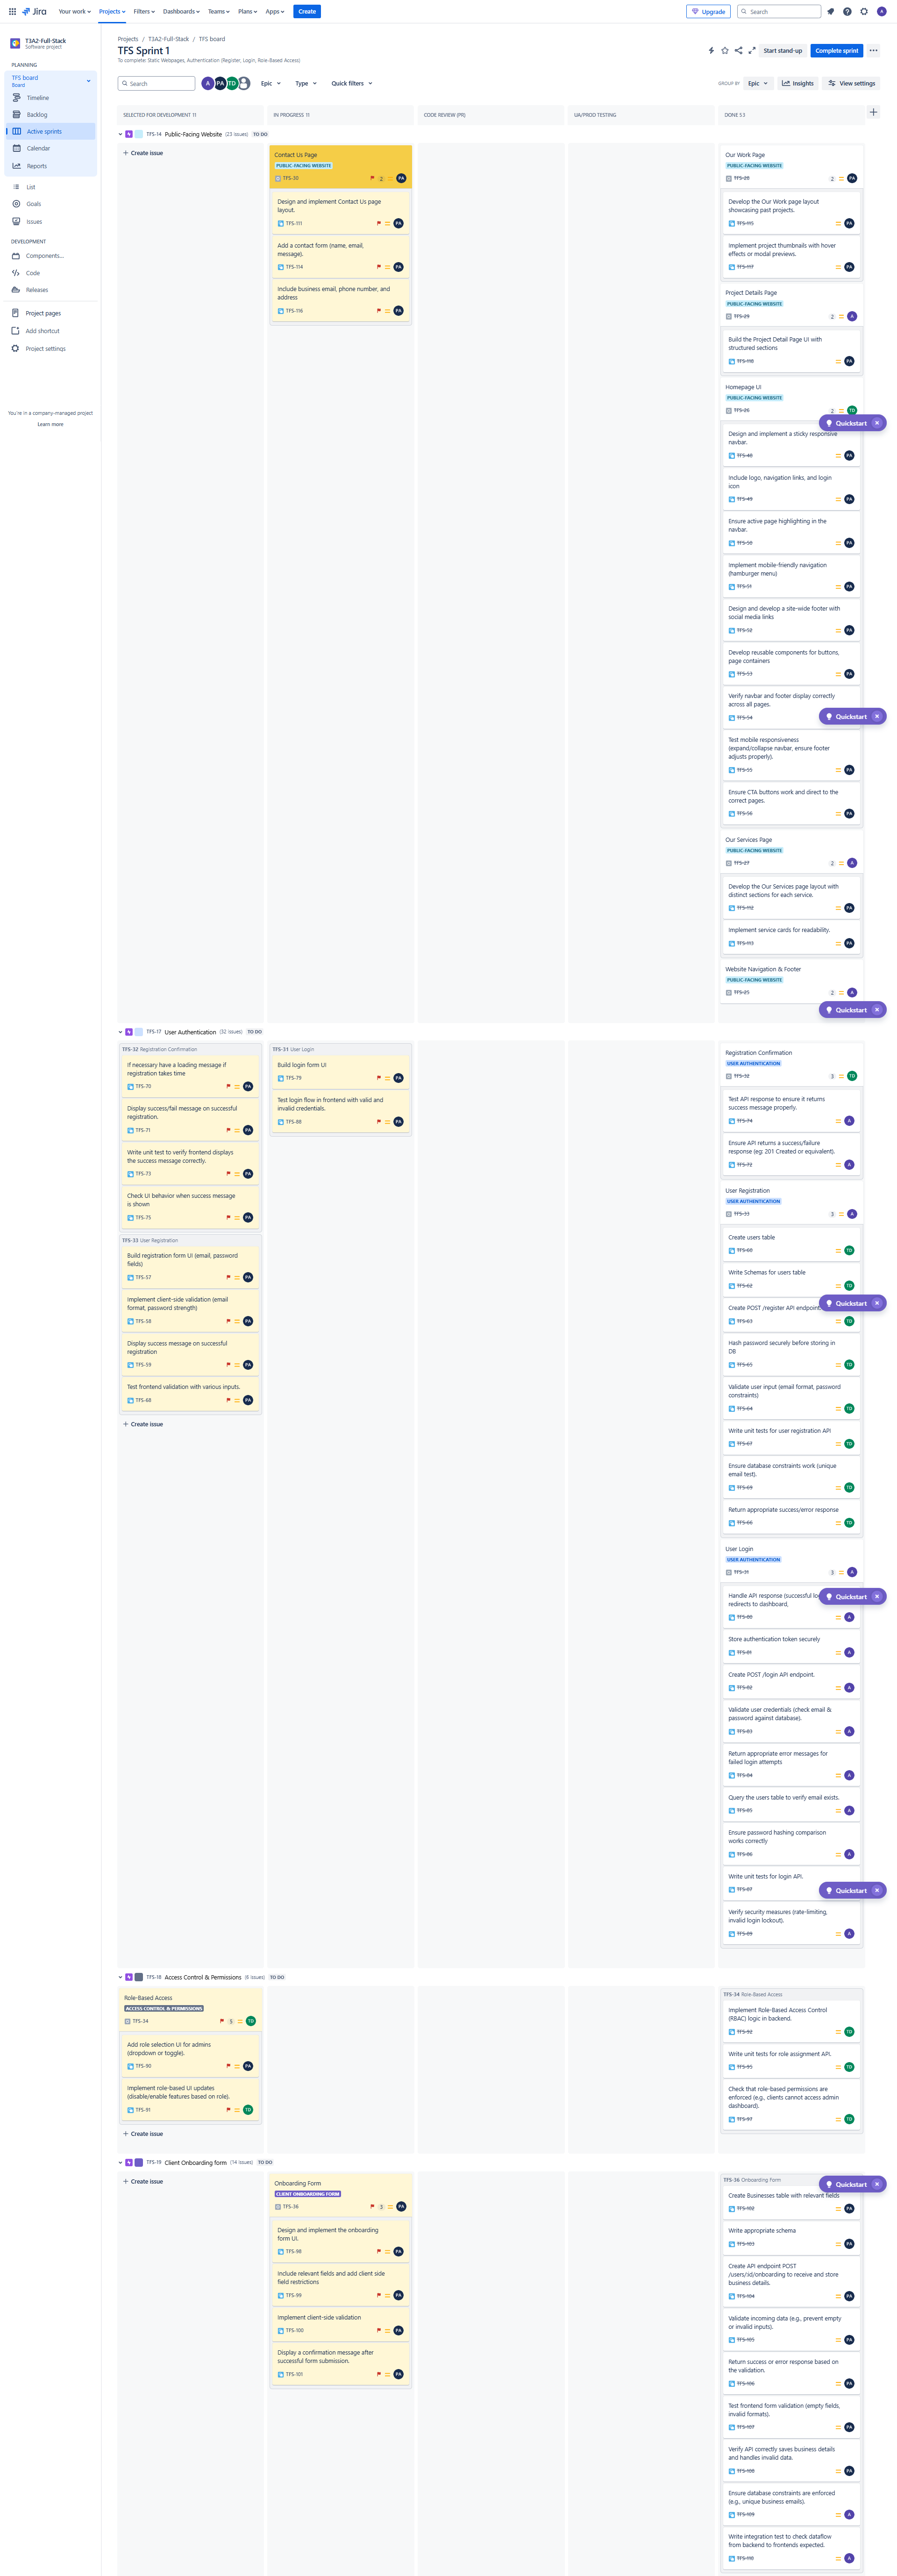 Jira
Your work
Projects
Filters
Dashboards
Teams
Plans
Apps
Create
Upgrade
Search
A
T3A2-Full-Stack
Software project
PLANNING
TFS board
Board
Timeline
Backlog
Active sprints
Calendar
Reports
List
Goals
Issues
DEVELOPMENT
Components...
Code
Releases
Project pages
Add shortcut
Project settings
You're in a company-managed project
Learn more
Projects / T3A2-Full-Stack / TFS board
TFS Sprint 1
To complete: Static Webpages, Authentication (Register, Login, Role-Based Access)
Start stand-up
Complete sprint
Search
A PA TD
Epic
Type
Quick filters
GROUP BY
Epic
Insights
View settings
SELECTED FOR DEVELOPMENT 11
IN PROGRESS 11
CODE REVIEW (PR)
UA/PROD TESTING
DONE 53
TFS-14 Public-Facing Website (23 issues) TO DO
Create issue
Contact Us Page
PUBLIC-FACING WEBSITE
TFS-30 2 PA
Design and implement Contact Us page
layout.
TFS-111 PA
Add a contact form (name, email,
message).
TFS-114 PA
Include business email, phone number, and
address
TFS-116 PA
Our Work Page
PUBLIC-FACING WEBSITE
TFS-28 2 PA
Develop the Our Work page layout
showcasing past projects.
TFS-115 PA
Implement project thumbnails with hover
effects or modal previews.
TFS-117 PA
Project Details Page
PUBLIC-FACING WEBSITE
TFS-29 2 A
Build the Project Detail Page UI with
structured sections
TFS-118 PA
Homepage UI
PUBLIC-FACING WEBSITE
TFS-26 2 TD
Quickstart
Design and implement a sticky responsive
navbar.
TFS-48 PA
Include logo, navigation links, and login
icon
TFS-49 PA
Ensure active page highlighting in the
navbar.
TFS-50 PA
Implement mobile-friendly navigation
(hamburger menu)
TFS-51 PA
Design and develop a site-wide footer with
social media links
TFS-52 PA
Develop reusable components for buttons,
page containers
TFS-53 PA
Verify navbar and footer display correctly
across all pages.
TFS-54
Quickstart
Test mobile responsiveness
(expand/collapse navbar, ensure footer
adjusts properly).
TFS-55 PA
Ensure CTA buttons work and direct to the
correct pages.
TFS-56 PA
Our Services Page
PUBLIC-FACING WEBSITE
TFS-27 2 A
Develop the Our Services page layout with
distinct sections for each service.
TFS-112 PA
Implement service cards for readability.
TFS-113 PA
Website Navigation & Footer
PUBLIC-FACING WEBSITE
TFS-25 2 A
Quickstart
TFS-17 User Authentication (32 issues) TO DO
TFS-32 Registration Confirmation
If necessary have a loading message if
registration takes time
TFS-70 PA
Display success/fail message on successful
registration.
TFS-71 PA
Write unit test to verify frontend displays
the success message correctly.
TFS-73 PA
Check UI behavior when success message
is shown
TFS-75 PA
TFS-33 User Registration
Build registration form UI (email, password
fields)
TFS-57 PA
Implement client-side validation (email
format, password strength)
TFS-58 PA
Display success message on successful
registration
TFS-59 PA
Test frontend validation with various inputs.
TFS-68 PA
Create issue
TFS-31 User Login
Build login form UI
TFS-79 PA
Test login flow in frontend with valid and
invalid credentials.
TFS-88 PA
Registration Confirmation
USER AUTHENTICATION
TFS-32 3 TD
Test API response to ensure it returns
success message properly.
TFS-74 A
Ensure API returns a success/failure
response (eg: 201 Created or equivalent).
TFS-72 A
User Registration
USER AUTHENTICATION
TFS-33 3 A
Create users table
TFS-60 TD
Write Schemas for users table
TFS-62 TD
Create POST /register API endpoint.
Quickstart
TFS-63 TD
Hash password securely before storing in
DB
TFS-65 TD
Validate user input (email format, password
constraints)
TFS-64 TD
Write unit tests for user registration API
TFS-67 TD
Ensure database constraints work (unique
email test).
TFS-69 TD
Return appropriate success/error response
TFS-66 TD
User Login
USER AUTHENTICATION
TFS-31 3 A
Handle API response (successful
Quickstart
redirects to dashboard,
TFS-80 A
Store authentication token securely
TFS-81 A
Create POST /login API endpoint.
TFS-82 A
Validate user credentials (check email &
password against database).
TFS-83 A
Return appropriate error messages for
failed login attempts
TFS-84 A
Query the users table to verify email exists.
TFS-85 A
Ensure password hashing comparison
works correctly
TFS-86 A
Write unit tests for login API.
TFS-87
Quickstart
Verify security measures (rate-limiting,
invalid login lockout).
TFS-89 A
TFS-18 Access Control & Permissions (6 issues) TO DO
Role-Based Access
ACCESS CONTROL & PERMISSIONS
TFS-34 5 TD
Add role selection UI for admins
(dropdown or toggle).
TFS-90 PA
Implement role-based UI updates
(disable/enable features based on role).
TFS-91 TD
Create issue
TFS-34 Role-Based Access
Implement Role-Based Access Control
(RBAC) logic in backend.
TFS-92 TD
Write unit tests for role assignment API.
TFS-95 TD
Check that role-based permissions are
enforced (e.g., clients cannot access admin
dashboard).
TFS-97 TD
TFS-19 Client Onboarding form (14 issues) TO DO
Create issue
Onboarding Form
CLIENT ONBOARDING FORM
TFS-36 3 PA
Design and implement the onboarding
form UI.
TFS-98 PA
Include relevant fields and add client side
field restrictions
TFS-99 PA
Implement client-side validation
TFS-100 PA
Display a confirmation message after
successful form submission.
TFS-101 PA
TFS-36 Onboarding Form
Quickstart
Create Businesses table with relevant fields
TFS-102 PA
Write appropriate schema
TFS-103 PA
Create API endpoint POST
/users/:id/onboarding to receive and store
business details.
TFS-104 PA
Validate incoming data (e.g., prevent empty
or invalid inputs).
TFS-105 PA
Return success or error response based on
the validation.
TFS-106 PA
Test frontend form validation (empty fields,
invalid formats).
TFS-107 PA
Verify API correctly saves business details
and handles invalid data.
TFS-108 PA
Ensure database constraints are enforced
(e.g., unique business emails).
TFS-109 A
Write integration test to check dataflow
from backend to frontends expected.
TFS-110 A